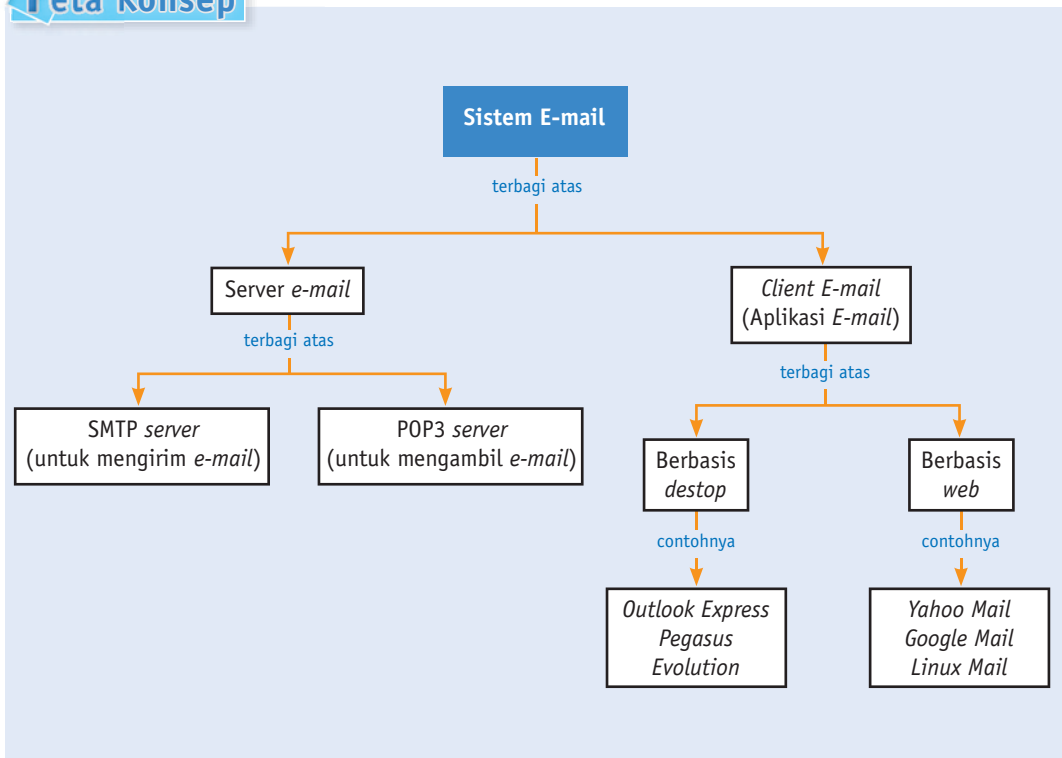 Peta Konsep
Sistem E-mail
terbagi atas
Server e-mail
terbagi atas
SMTP server
(untuk mengirim e-mail)
POP3 server
(untuk mengambil e-mail)
Client E-mail
(Aplikasi E-mail)
terbagi atas
Berbasis
destop
contohnya
Outlook Express
Pegasus
Evolution
Berbasis
web
contohnya
Yahoo Mail
Google Mail
Linux Mail